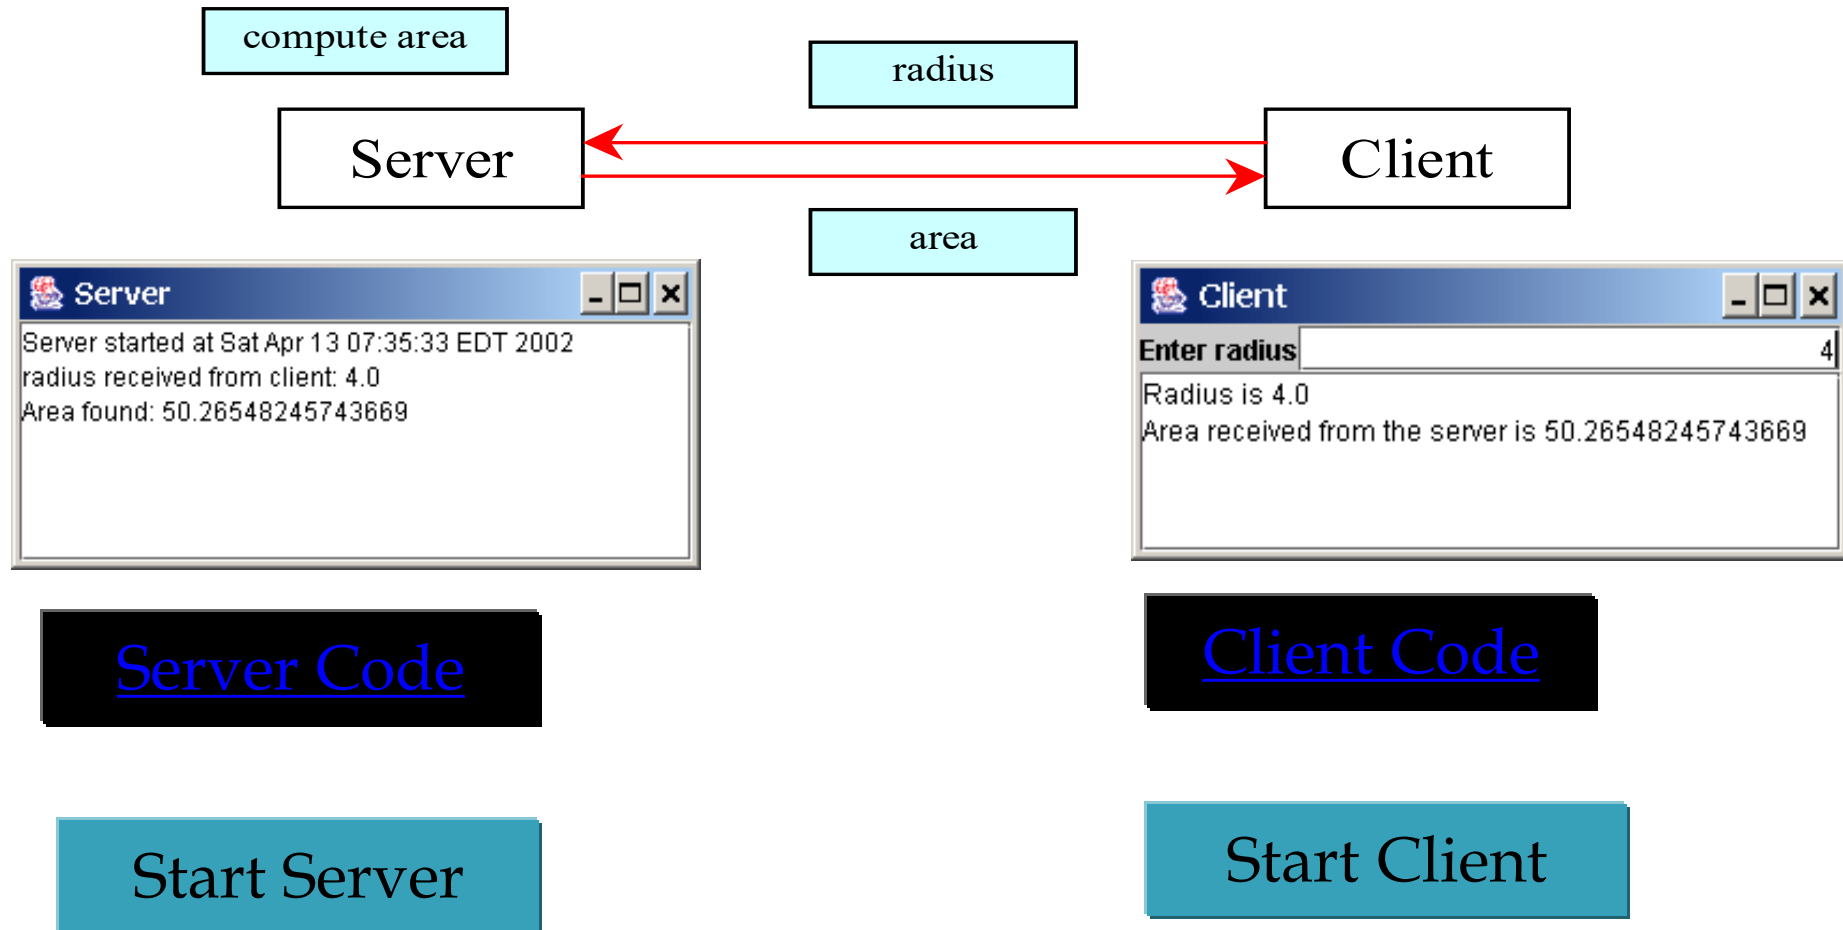 compute area
radius
Server
Client
area
Server
Server started at Sat Apr 13 07:35:33 EDT 2002
radius received from client: 4.0
Area found: 50.26548245743669
Client
Enter radius 4
Radius is 4.0
Area received from the server is 50.26548245743669
Server Code
Client Code
Start Server
Start Client